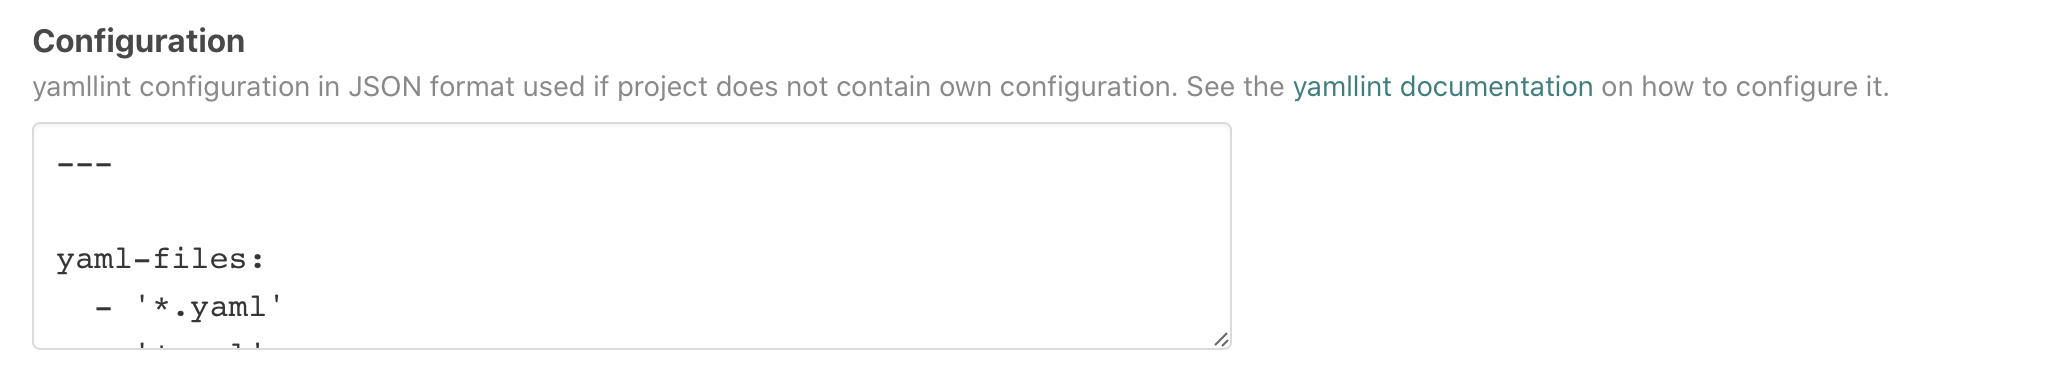 Configuration
yamllint configuration in JSON format used if project does not contain own configuration. See the yamllint documentation on how to configure it.
---
yaml-files:
  - '*.yaml'